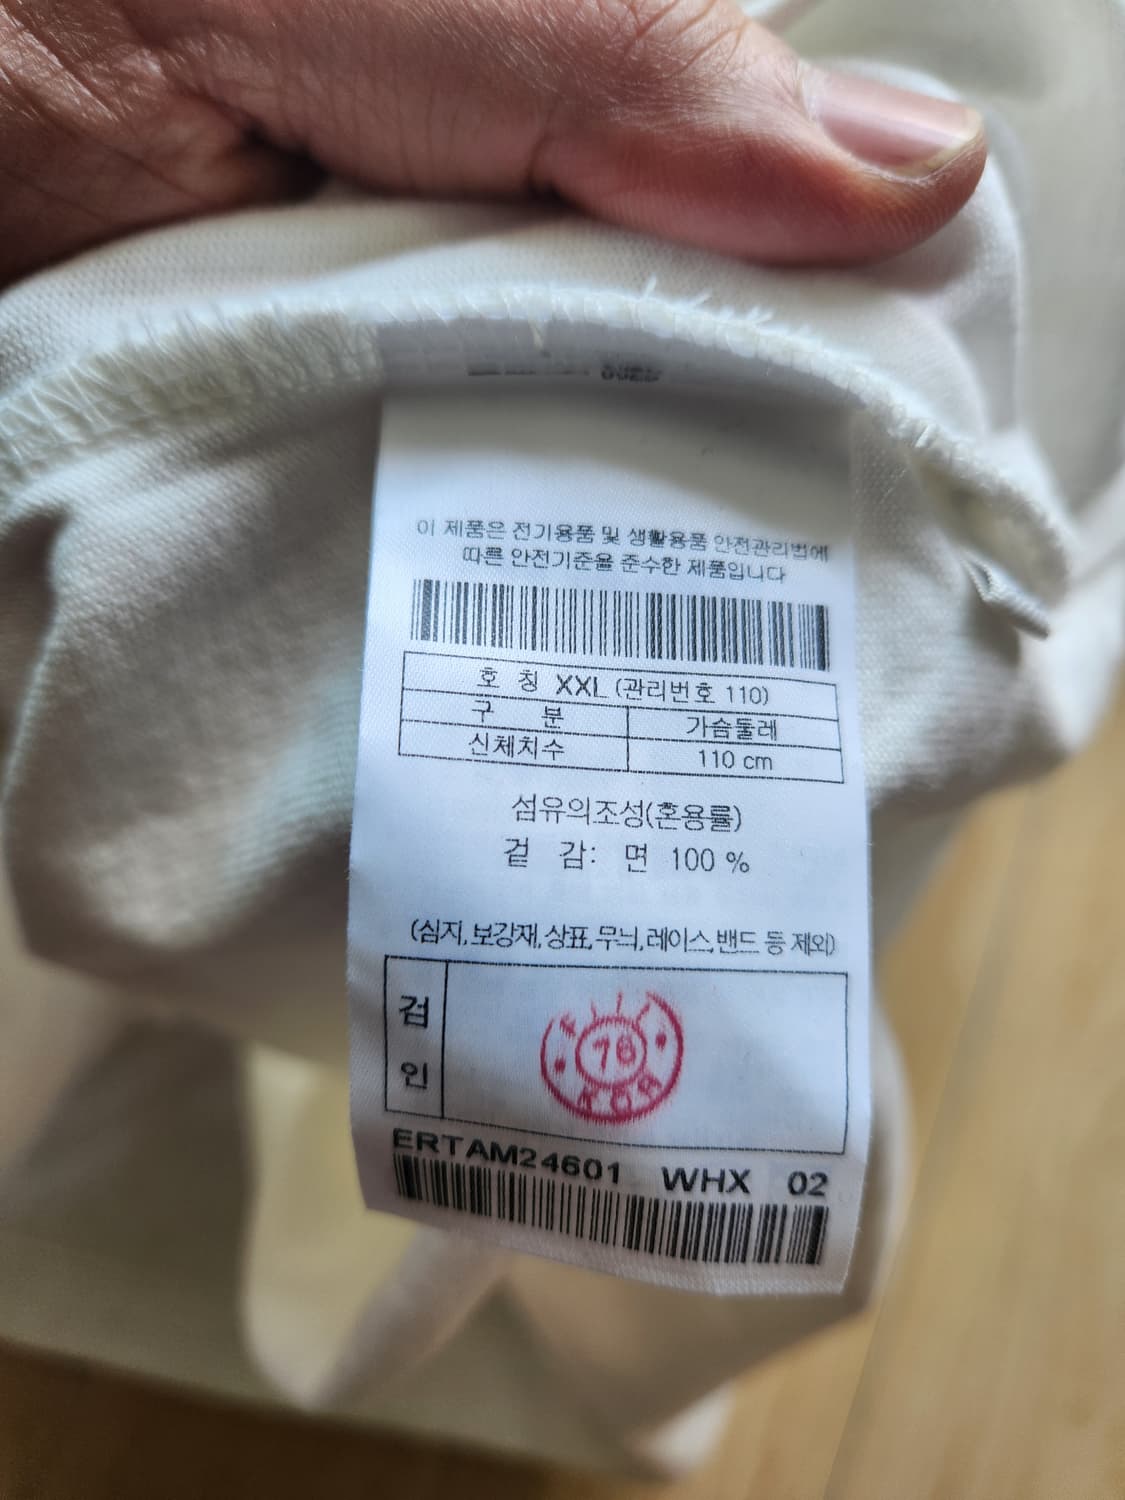 이 제품은 전기용품 및 생활용품 안전관리법에
따른 안전기준을 준수한 제품입니다
호 칭 XXL (관리번호 110)
구 분 가슴둘레
신체치수 110 cm
섬유의조성(혼용률)
겉 감: 면 100 %
(심지,보강재,상표,무늬,레이스,밴드 등 제외)
검
인
78
KOR
ERTAM24601 WHX 02